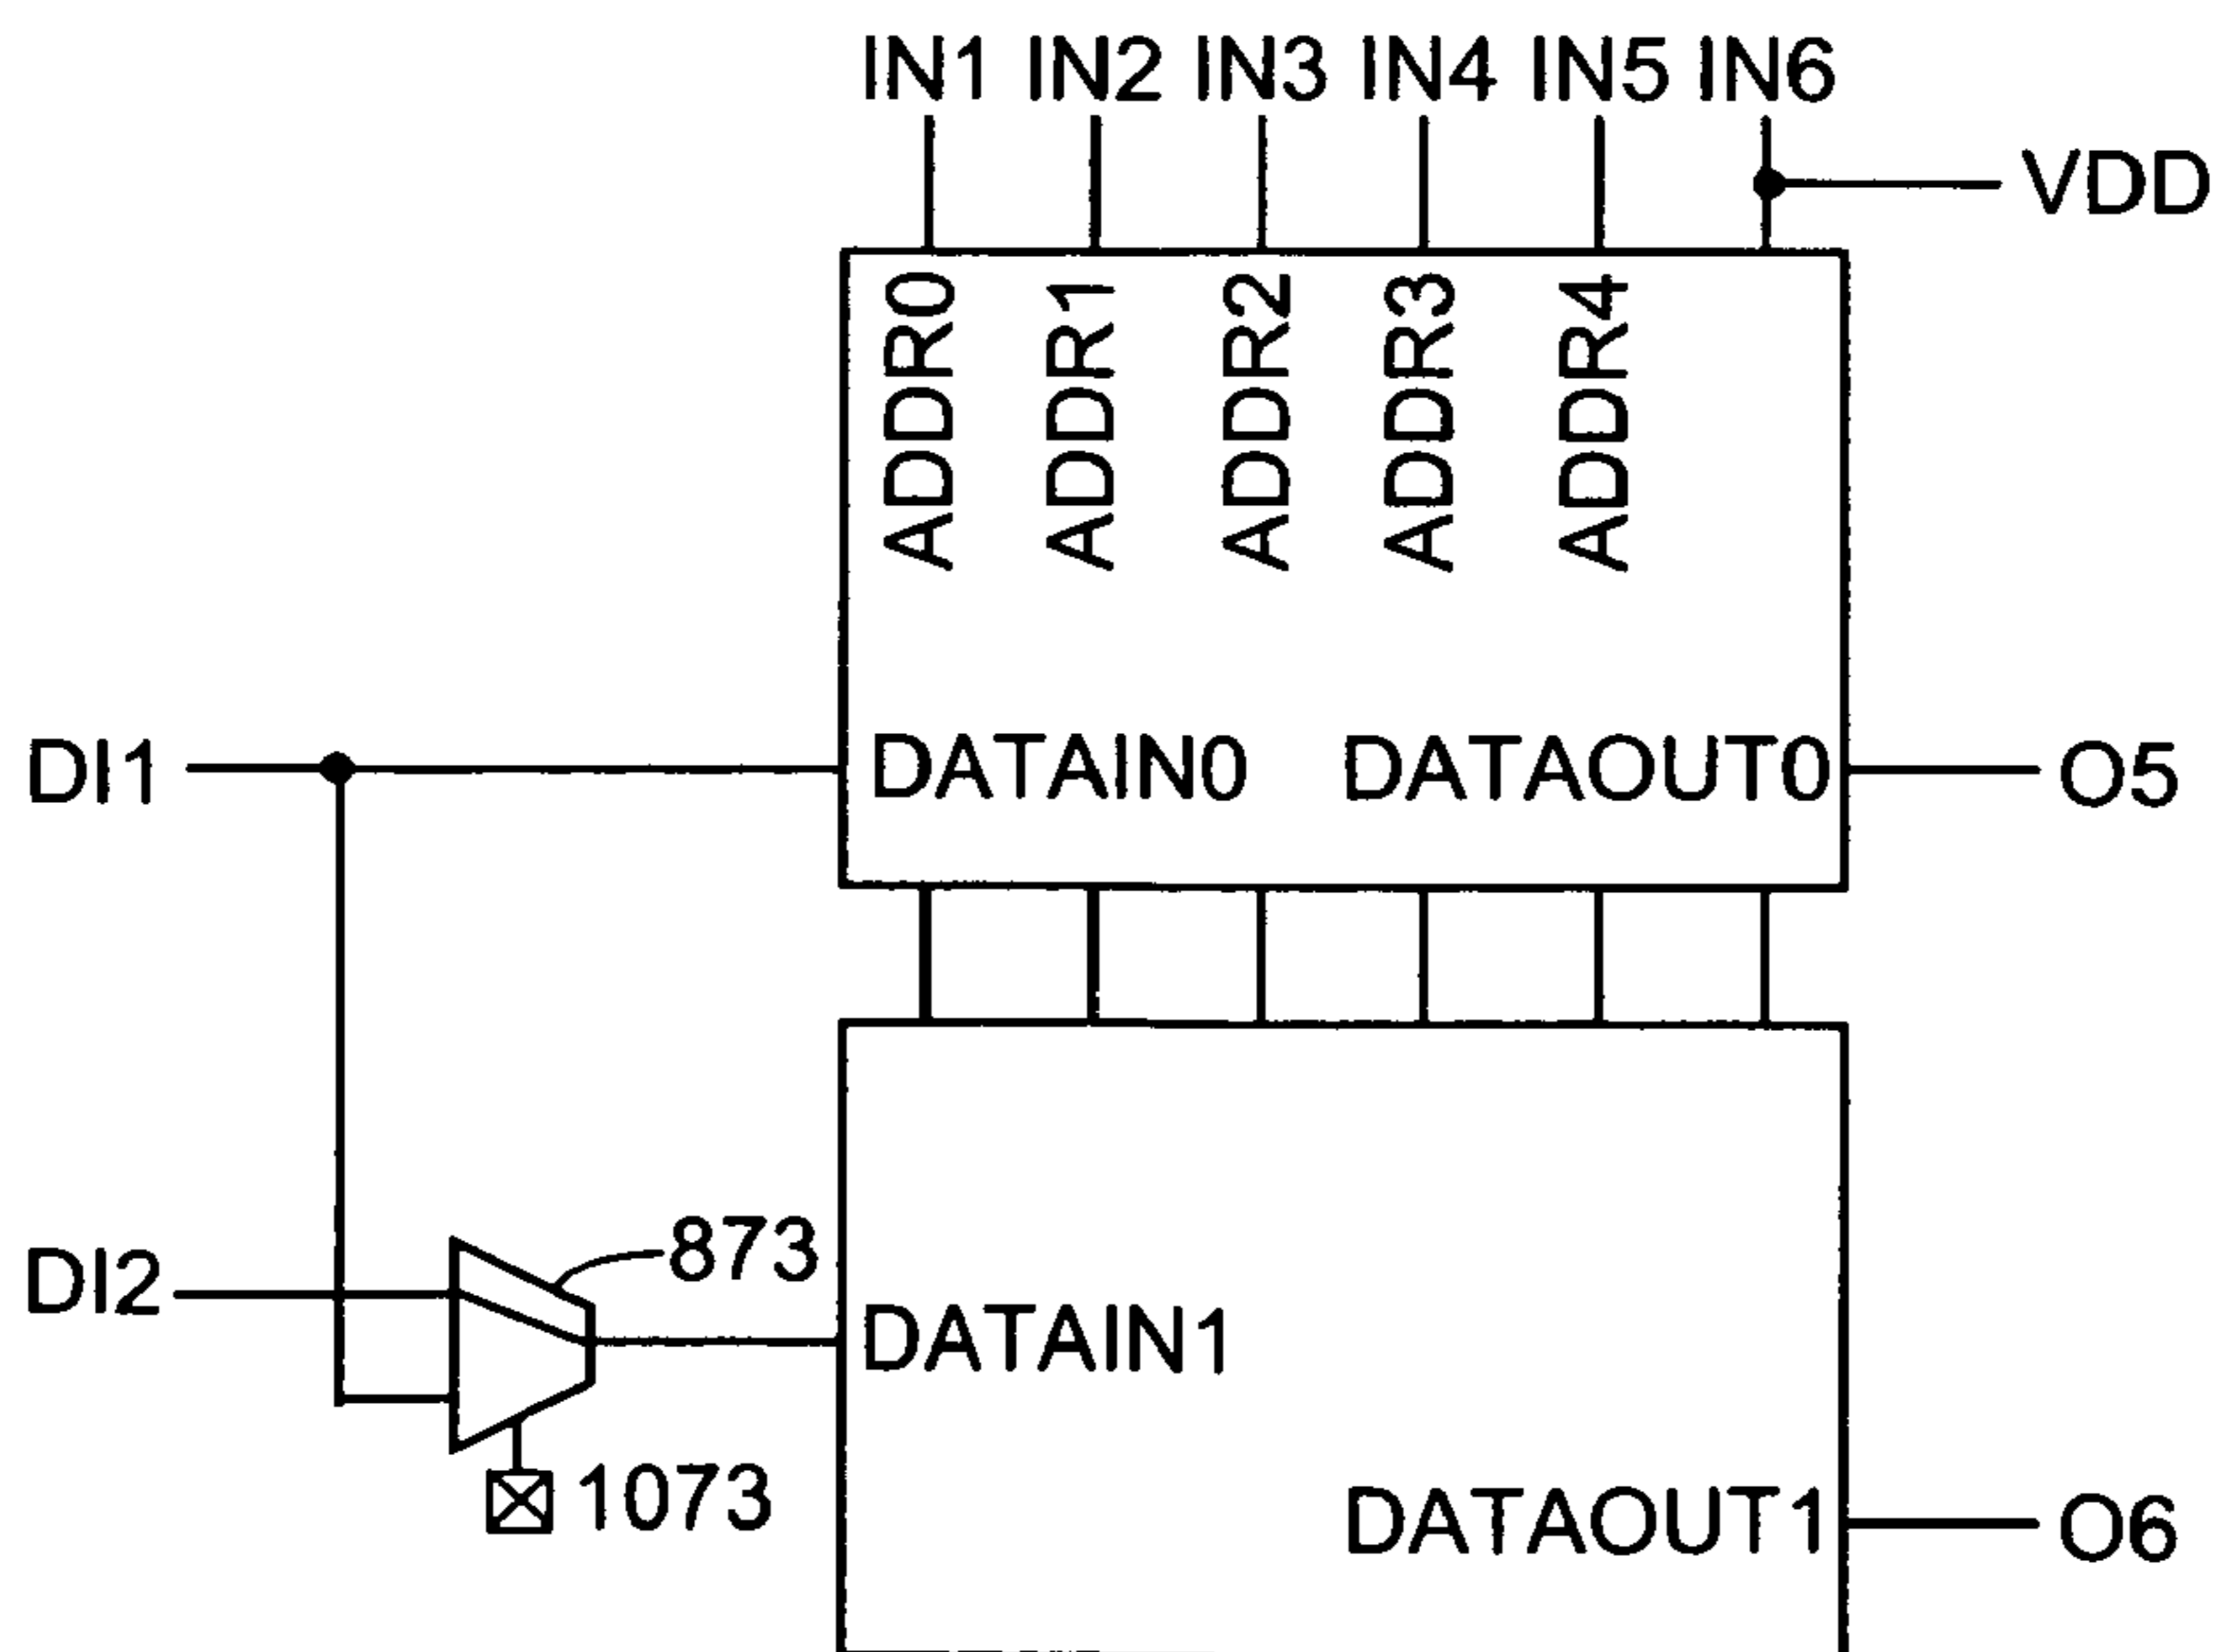 IN1 IN2 IN3 IN4 IN5 IN6
VDD
ADDR0
ADDR1
ADDR2
ADDR3
ADDR4
DI1
DATAIN0
DATAOUT0
O5
873
DI2
DATAIN1
1073
DATAOUT1
O6